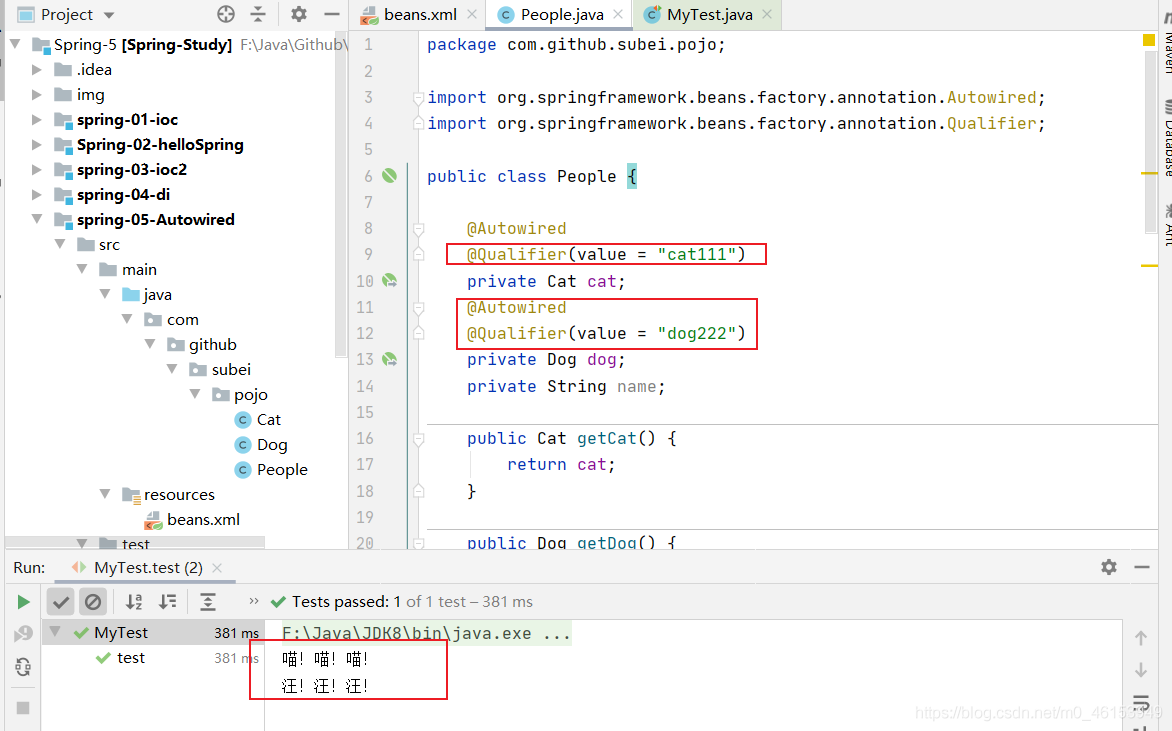 Project
beans.xml
People.java
MyTest.java
Spring-5 [Spring-Study] F:\Java\Github\
.idea
img
spring-01-ioc
Spring-02-helloSpring
spring-03-ioc2
spring-04-di
spring-05-Autowired
src
main
java
com
github
subei
pojo
Cat
Dog
People
resources
beans.xml
test
1 package com.github.subei.pojo;
2
3 import org.springframework.beans.factory.annotation.Autowired;
4 import org.springframework.beans.factory.annotation.Qualifier;
5
6 public class People {
7
8 @Autowired
9 @Qualifier(value = "cat111")
10 private Cat cat;
11 @Autowired
12 @Qualifier(value = "dog222")
13 private Dog dog;
14 private String name;
15
16 public Cat getCat() {
17 return cat;
18 }
19
20 public Dog getDog() {
Maven
Database
Ant
Run: MyTest.test (2)
Tests passed: 1 of 1 test – 381 ms
MyTest 381 ms
test 381 ms
F:\Java\JDK8\bin\java.exe ...
喵! 喵! 喵!
汪! 汪! 汪!